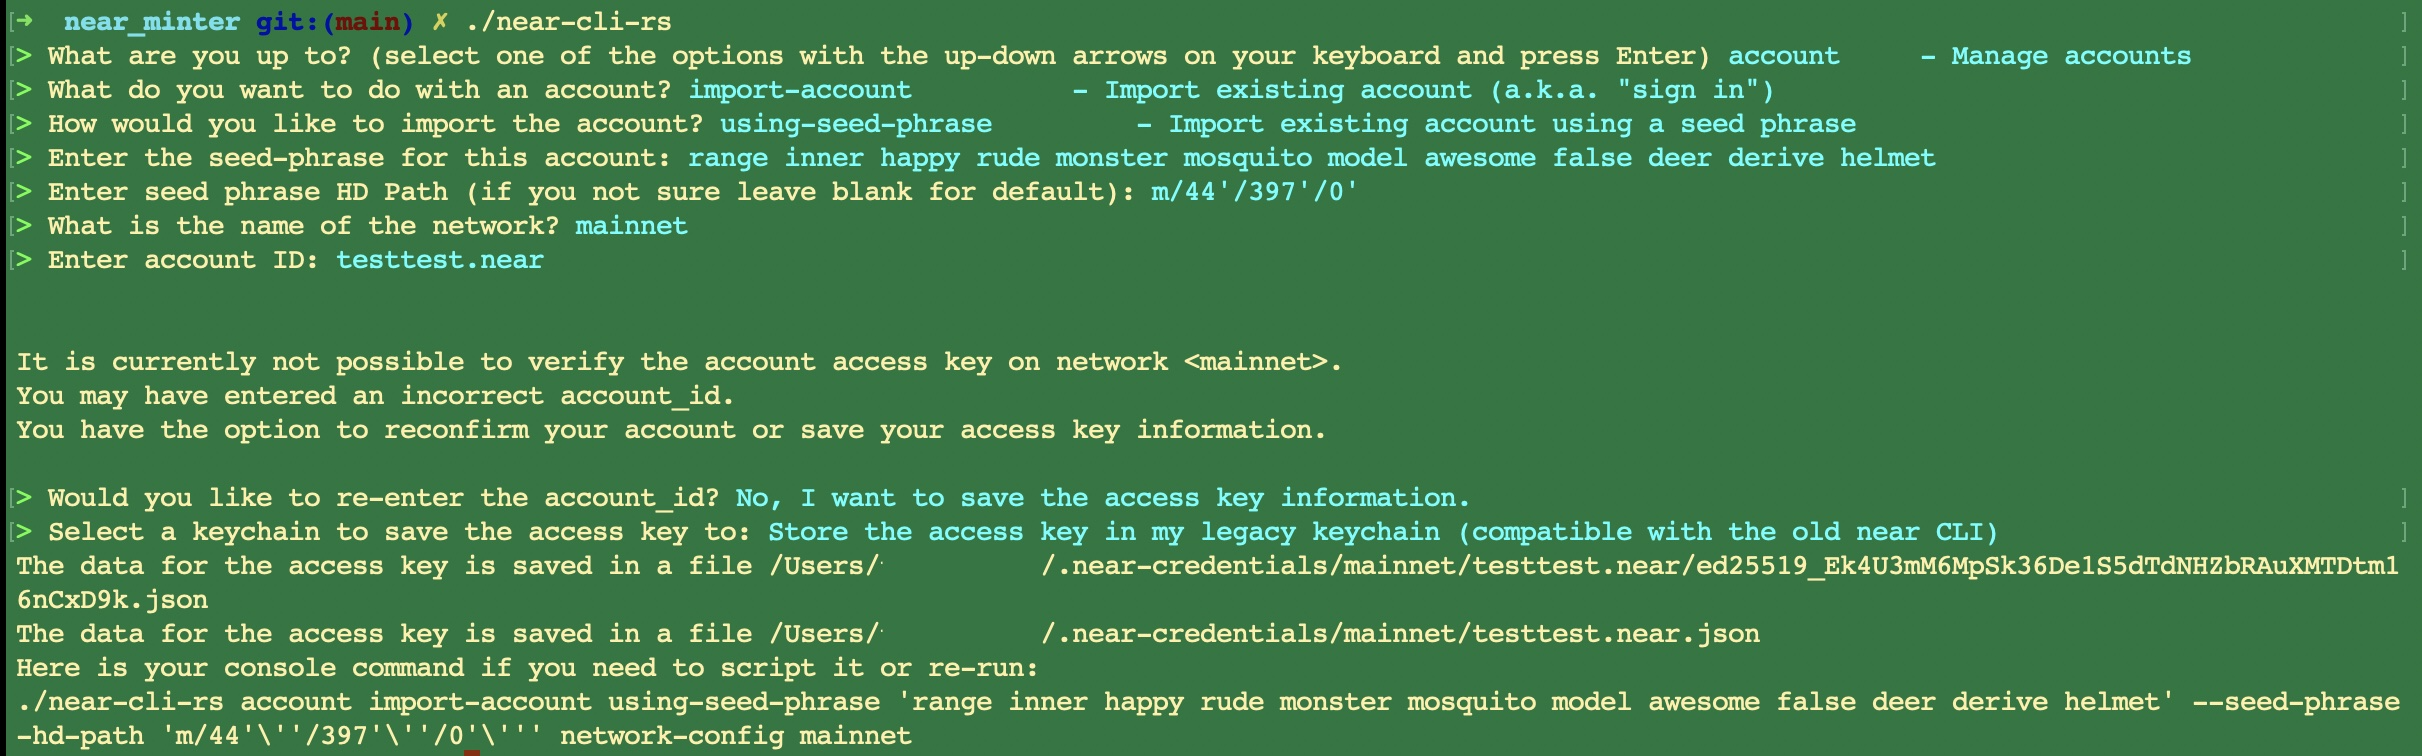 [➜  near_minter git:(main) ✗ ./near-cli-rs ]
[> What are you up to? (select one of the options with the up-down arrows on your keyboard and press Enter) account     - Manage accounts ]
[> What do you want to do with an account? import-account          - Import existing account (a.k.a. "sign in") ]
[> How would you like to import the account? using-seed-phrase         - Import existing account using a seed phrase ]
[> Enter the seed-phrase for this account: range inner happy rude monster mosquito model awesome false deer derive helmet ]
[> Enter seed phrase HD Path (if you not sure leave blank for default): m/44'/397'/0' ]
[> What is the name of the network? mainnet ]
[> Enter account ID: testtest.near ]
It is currently not possible to verify the account access key on network <mainnet>.
You may have entered an incorrect account_id.
You have the option to reconfirm your account or save your access key information.
[> Would you like to re-enter the account_id? No, I want to save the access key information. ]
[> Select a keychain to save the access key to: Store the access key in my legacy keychain (compatible with the old near CLI) ]
The data for the access key is saved in a file /Users/          /.near-credentials/mainnet/testtest.near/ed25519_Ek4U3mM6MpSk36De1S5dTdNHZbRAuXMTDtm1
6nCxD9k.json
The data for the access key is saved in a file /Users/          /.near-credentials/mainnet/testtest.near.json
Here is your console command if you need to script it or re-run:
./near-cli-rs account import-account using-seed-phrase 'range inner happy rude monster mosquito model awesome false deer derive helmet' --seed-phrase
-hd-path 'm/44'\''/397'\''/0'\''' network-config mainnet